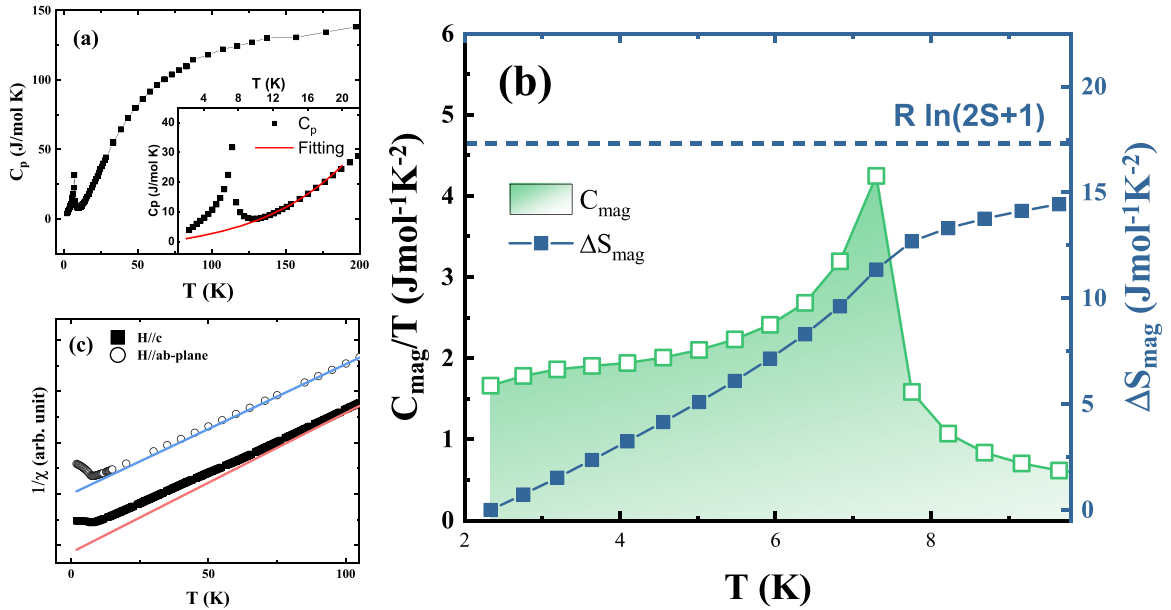 (a)
C_p (J/mol K)
150
100
50
0
0 50 100 150 200
T (K)
T (K)
4 8 12 16 20
Cp (J/mol K)
40
30
20
10
0
C_p
Fitting
(b)
C_mag/T (Jmol^-1K^-2)
6
5
4
3
2
1
0
R ln(2S+1)
C_mag
ΔS_mag
20
15
10
5
0
ΔS_mag (Jmol^-1K^-2)
2 4 6 8
T (K)
(c)
H//c
H//ab-plane
1/χ (arb. unit)
0 50 100
T (K)